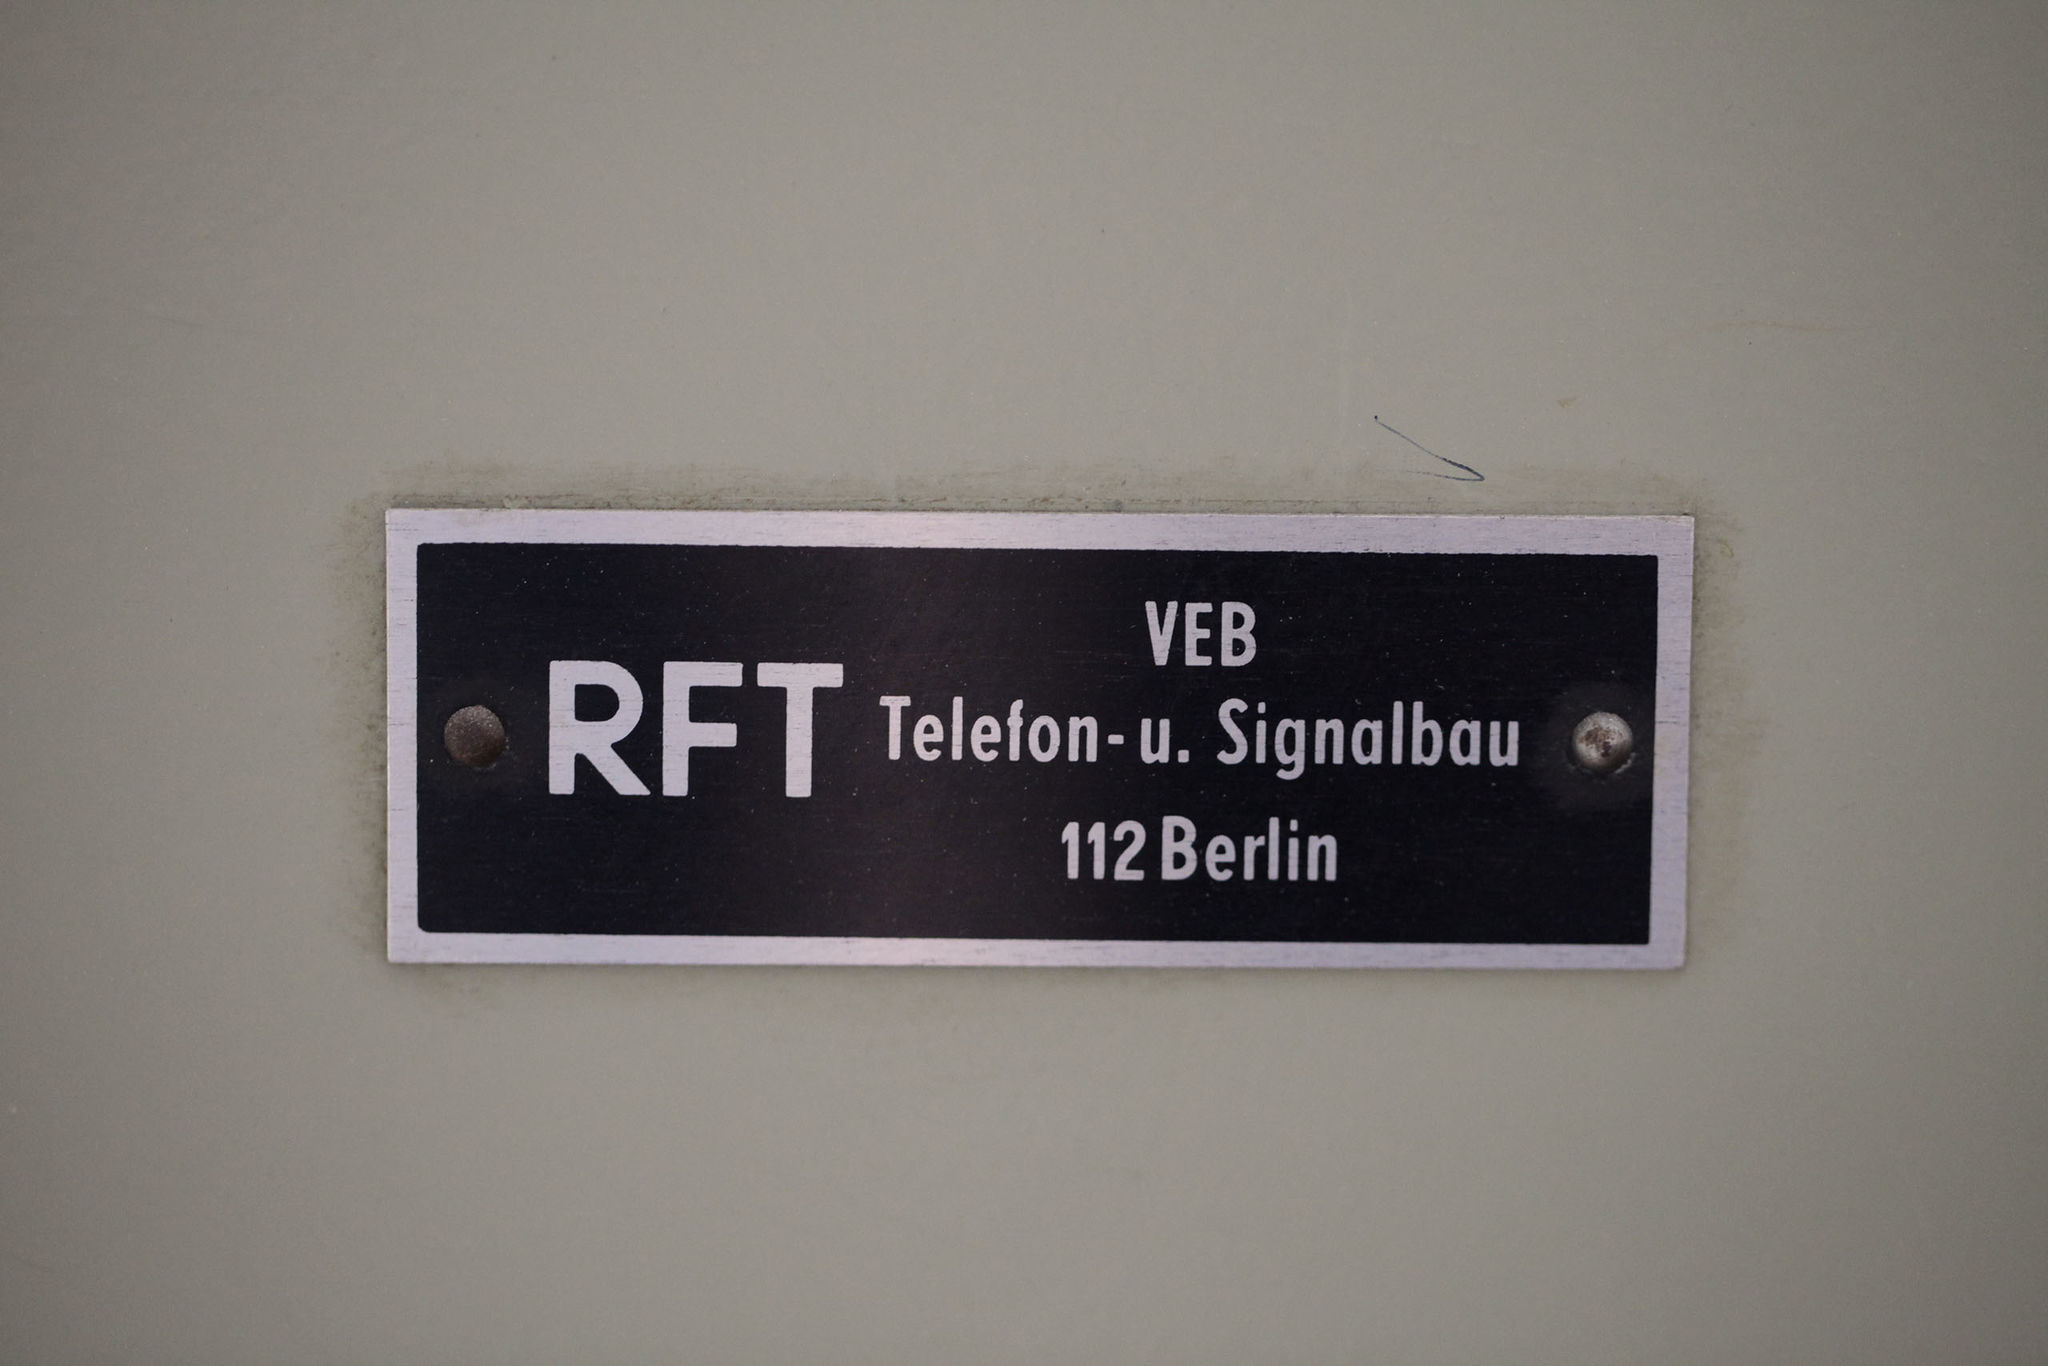 RFT
VEB
Telefon- u. Signalbau
112 Berlin